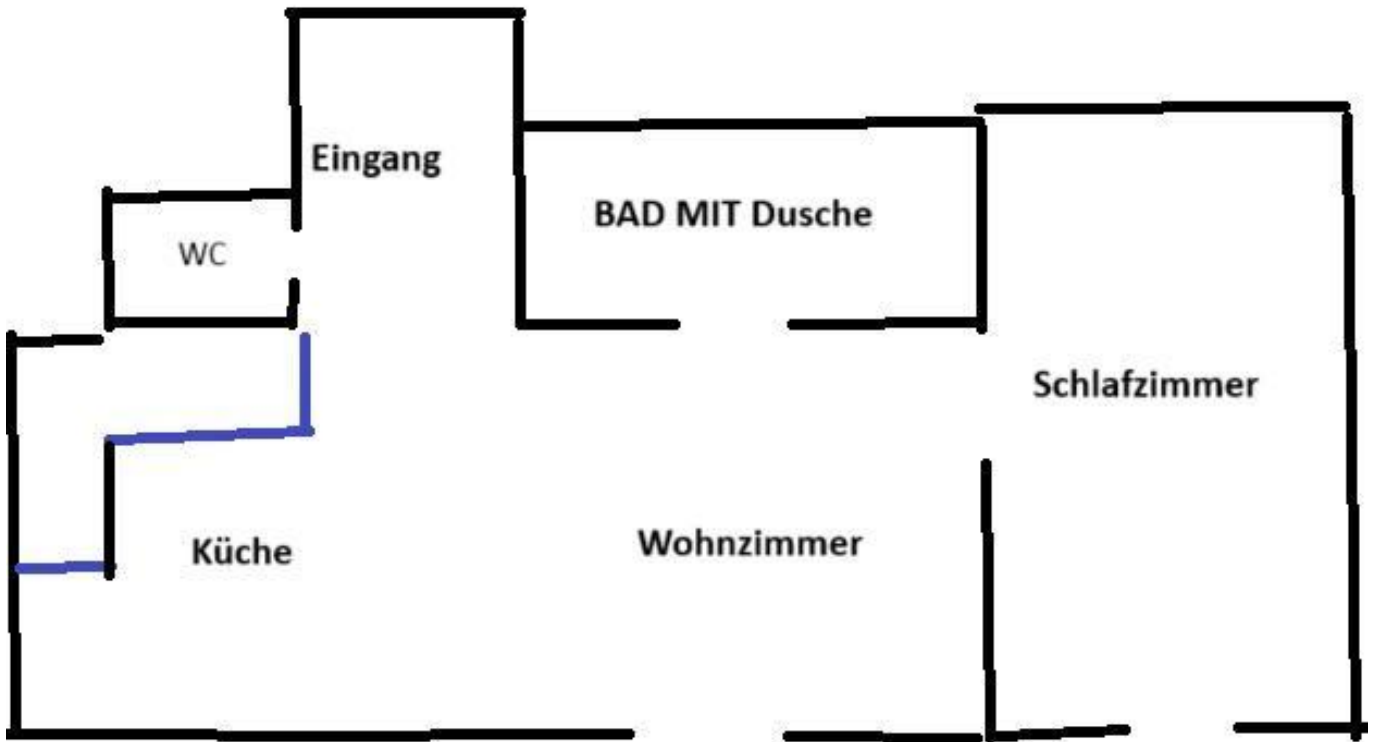 Eingang
BAD MIT Dusche
WC
Schlafzimmer
Küche
Wohnzimmer